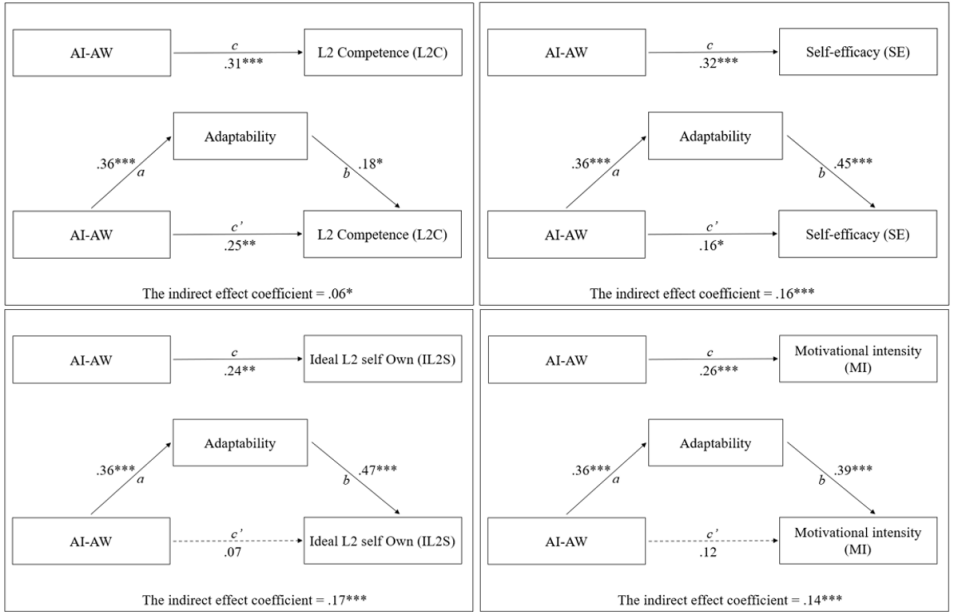 AI-AW
c
.31***
L2 Competence (L2C)
Adaptability
.36***
a
.18*
b
AI-AW
c’
.25**
L2 Competence (L2C)
The indirect effect coefficient = .06*
AI-AW
c
.32***
Self-efficacy (SE)
Adaptability
.36***
a
.45***
b
AI-AW
c’
.16*
Self-efficacy (SE)
The indirect effect coefficient = .16***
AI-AW
c
.24**
Ideal L2 self Own (IL2S)
Adaptability
.36***
a
.47***
b
AI-AW
c’
.07
Ideal L2 self Own (IL2S)
The indirect effect coefficient = .17***
AI-AW
c
.26***
Motivational intensity
(MI)
Adaptability
.36***
a
.39***
b
AI-AW
c’
.12
Motivational intensity
(MI)
The indirect effect coefficient = .14***